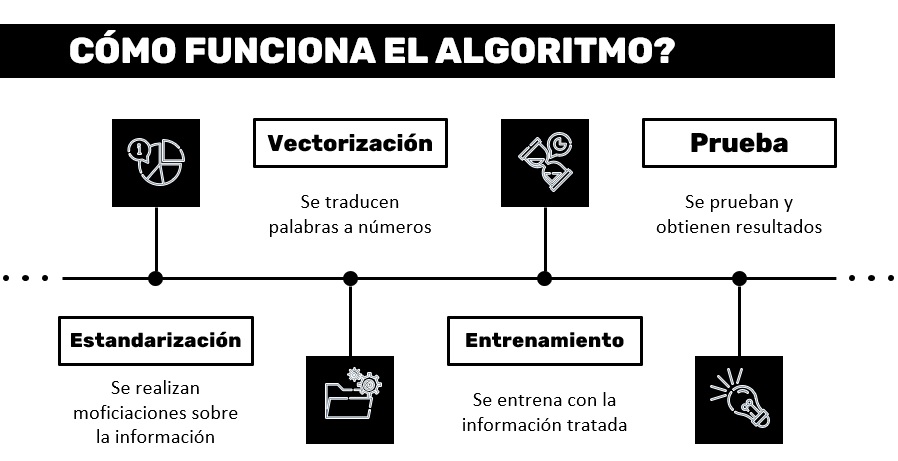 CÓMO FUNCIONA EL ALGORITMO?
1
Estandarización
Se realizan
moficiaciones sobre
la información
Vectorización
Se traducen
palabras a números
Entrenamiento
Se entrena con la
información tratada
Prueba
Se prueban y
obtienen resultados